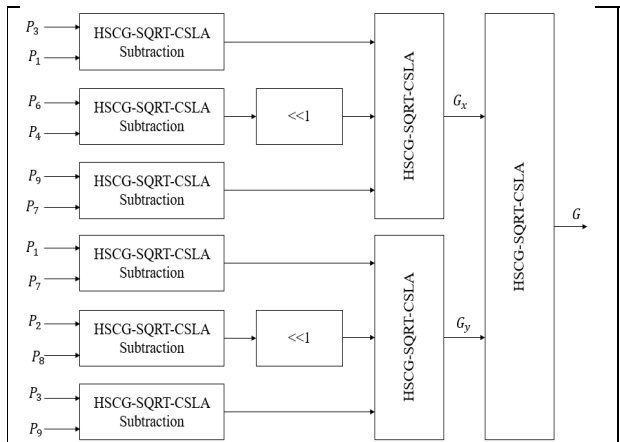 P₃
P₁
HSCG-SQRT-CSLA
Subtraction
P₆
P₄
HSCG-SQRT-CSLA
Subtraction
<<1
P₉
P₇
HSCG-SQRT-CSLA
Subtraction
HSCG-SQRT-CSLA
Gₓ
P₁
P₇
HSCG-SQRT-CSLA
Subtraction
P₂
P₈
HSCG-SQRT-CSLA
Subtraction
<<1
P₃
P₉
HSCG-SQRT-CSLA
Subtraction
HSCG-SQRT-CSLA
G_y
HSCG-SQRT-CSLA
G